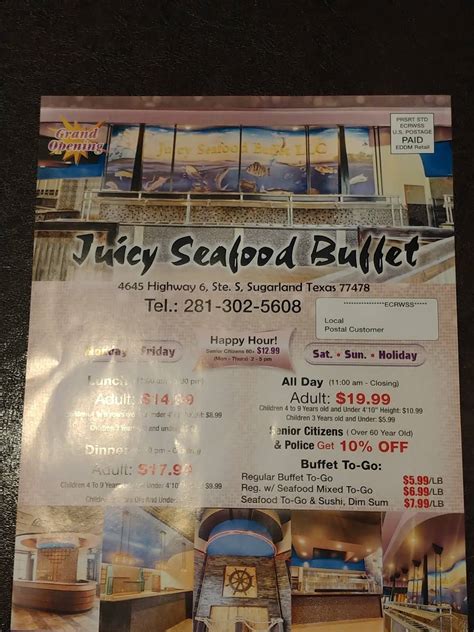 Grand
Opening
Juicy Seafood Buffet LLC
PRSRT STD
ECRWSS
U.S. POSTAGE
PAID
EDDM Retail
Juicy Seafood Buffet
4645 Highway 6, Ste. S, Sugarland Texas 77478
Tel.: 281-302-5608
ECRWSS
Local
Postal Customer
Monday - Friday
Lunch
Adult: $14.99
Dinner
Adult: $17.99
Happy Hour!
Senior Citizens 60+ $12.99
(Mon - Thurs) 2 - 5 pm
Sat. • Sun. • Holiday
All Day (11:00 am - Closing)
Adult: $19.99
Children 4 to 9 Years old and Under 4'10" Height: $10.99
Children 3 Years old and Under: $5.99
Senior Citizens (Over 60 Year Old)
& Police Get 10% OFF
Buffet To-Go:
Regular Buffet To-Go $5.99/LB
Reg. w/ Seafood Mixed To-Go $6.99/LB
Seafood To-Go & Sushi, Dim Sum $7.99/LB